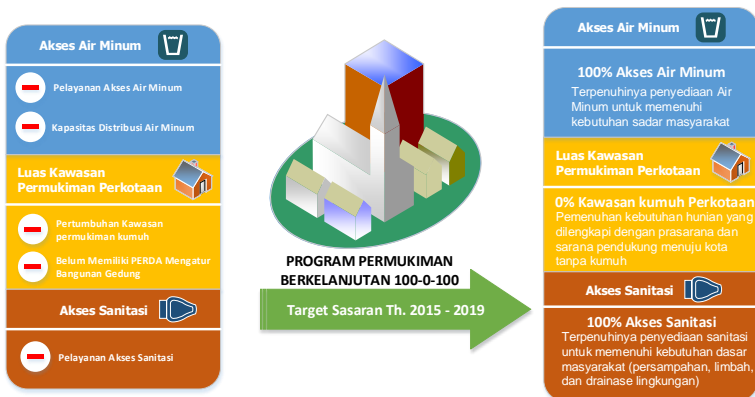 Akses Air Minum
Pelayanan Akses Air Minum
Kapasitas Distribusi Air Minum
Luas Kawasan
Permukiman Perkotaan
Pertumbuhan Kawasan
permukiman kumuh
Belum Memiliki PERDA Mengatur
Bangunan Gedung
Akses Sanitasi
Pelayanan Akses Sanitasi
PROGRAM PERMUKIMAN
BERKELANJUTAN 100-0-100
Target Sasaran Th. 2015 - 2019
Akses Air Minum
100% Akses Air Minum
Terpenuhinya penyediaan Air
Minum untuk memenuhi
kebutuhan sadar masyarakat
Luas Kawasan
Permukiman Perkotaan
0% Kawasan kumuh Perkotaan
Pemenuhan kebutuhan hunian yang
dilengkapi dengan prasarana dan
sarana pendukung menuju kota
tanpa kumuh
Akses Sanitasi
100% Akses Sanitasi
Terpenuhinya penyediaan sanitasi
untuk memenuhi kebutuhan dasar
masyarakat (persampahan, limbah,
dan drainase lingkungan)